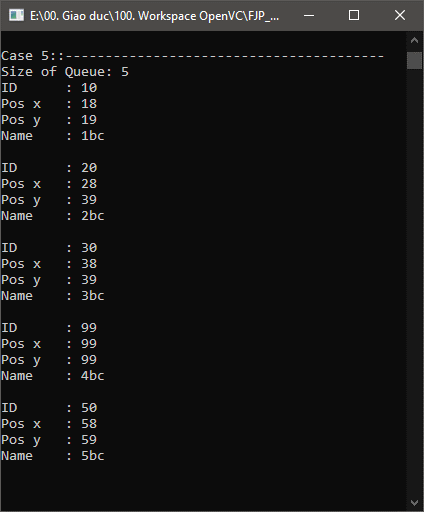 E:\00. Giao duc\100. Workspace OpenVC\FJP_...
Case 5::----------------------------------------
Size of Queue: 5
ID      : 10
Pos x   : 18
Pos y   : 19
Name    : 1bc
ID      : 20
Pos x   : 28
Pos y   : 39
Name    : 2bc
ID      : 30
Pos x   : 38
Pos y   : 39
Name    : 3bc
ID      : 99
Pos x   : 99
Pos y   : 99
Name    : 4bc
ID      : 50
Pos x   : 58
Pos y   : 59
Name    : 5bc